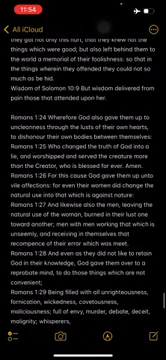 11:54
All iCloud
they gat not only this hurt, that they knew not the
things which were good; but also left behind them to
the world a memorial of their foolishness: so that
in the things wherein they offended they could not so
much as be hid.
Wisdom of Solomon 10:9 But wisdom delivered from
pain those that attended upon her.
Romans 1:24 Wherefore God also gave them up to
uncleanness through the lusts of their own hearts,
to dishonour their own bodies between themselves:
Romans 1:25 Who changed the truth of God into a
lie, and worshipped and served the creature more
than the Creator, who is blessed for ever. Amen.
Romans 1:26 For this cause God gave them up unto
vile affections: for even their women did change the
natural use into that which is against nature:
Romans 1:27 And likewise also the men, leaving the
natural use of the woman, burned in their lust one
toward another; men with men working that which is
unseemly, and receiving in themselves that
recompence of their error which was meet.
Romans 1:28 And even as they did not like to retain
God in their knowledge, God gave them over to a
reprobate mind, to do those things which are not
convenient;
Romans 1:29 Being filled with all unrighteousness,
fornication, wickedness, covetousness,
maliciousness; full of envy, murder, debate, deceit,
malignity; whisperers,